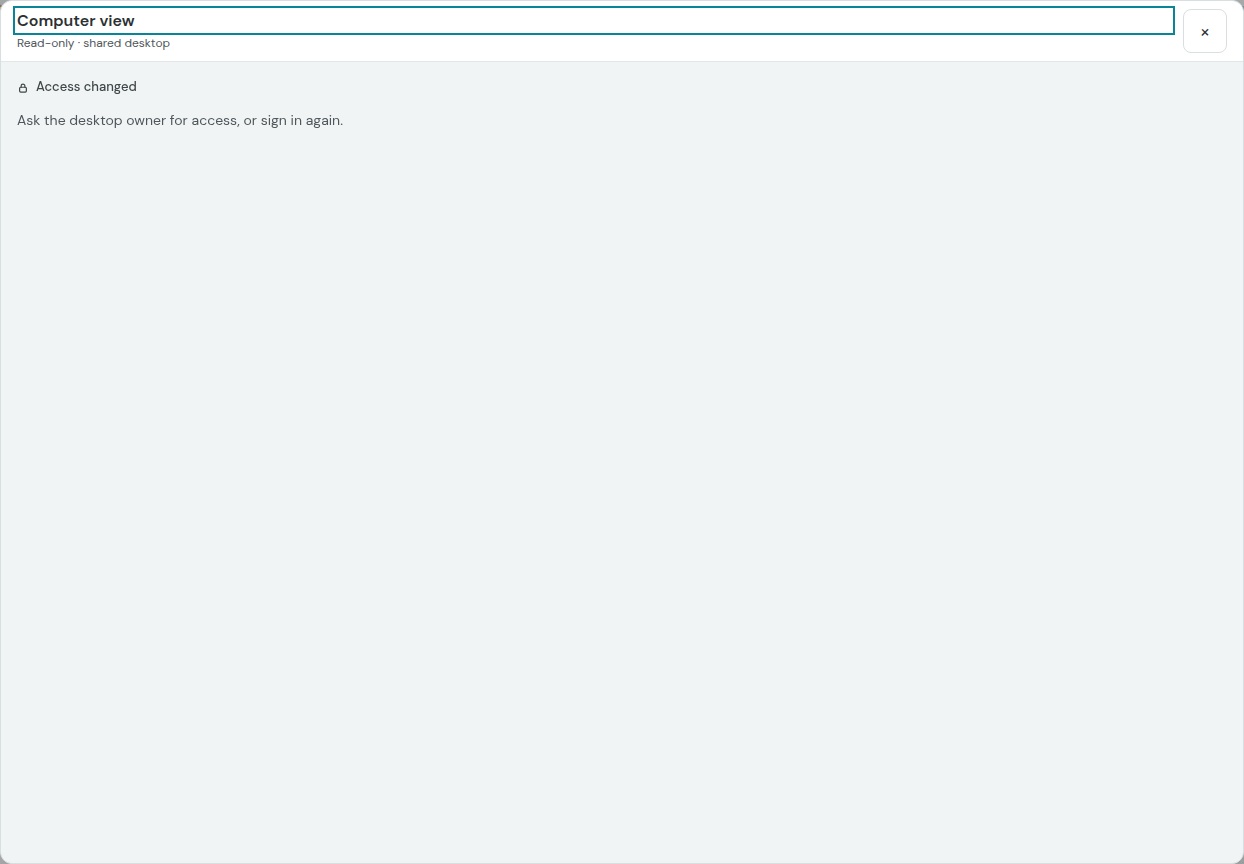 Computer view
Read-only · shared desktop
×
Access changed
Ask the desktop owner for access, or sign in again.